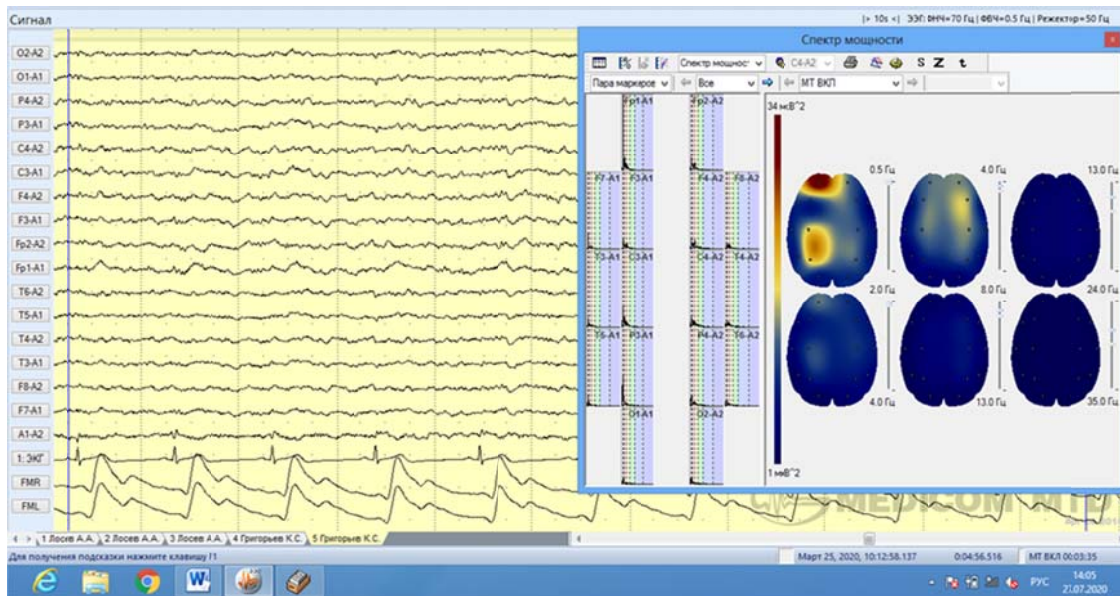 Сигнал
|> 10s <| ЭЭГ: ФНЧ=70 Гц | ФВЧ=0.5 Гц | Режектор=50 Гц
O2-A2
O1-A1
P4-A2
P3-A1
C4-A2
C3-A1
F4-A2
F3-A1
Fp2-A2
Fp1-A1
T6-A2
T5-A1
T4-A2
T3-A1
F8-A2
F7-A1
A1-A2
1: ЭКГ
FMR
FML
Спектр мощности
Спектр мощнос C4-A2 S Z t
Пара маркеров Все МТ ВКЛ
Fp1-A1 Fp2-A2
F7-A1 F3-A1 F4-A2 F8-A2
T3-A1 C3-A1 C4-A2 T4-A2
T5-A1 P3-A1 P4-A2 T6-A2
O1-A1 O2-A2
34 мкВ^2
0.5 Гц 4.0 Гц 13.0 Гц
2.0 Гц 8.0 Гц 24.0 Гц
4.0 Гц 13.0 Гц 35.0 Гц
1 мкВ^2
MEDICOM MTD
1 Лосев А.А. 2 Лосев А.А. 3 Лосев А.А. 4 Григорьев К.С. 5 Григорьев К.С.
Для получения подсказки нажмите клавишу F1
Март 25, 2020, 10:12:58.137 0:04:56.516 МТ ВКЛ 00:03:35
РУС 14:05
21.07.2020